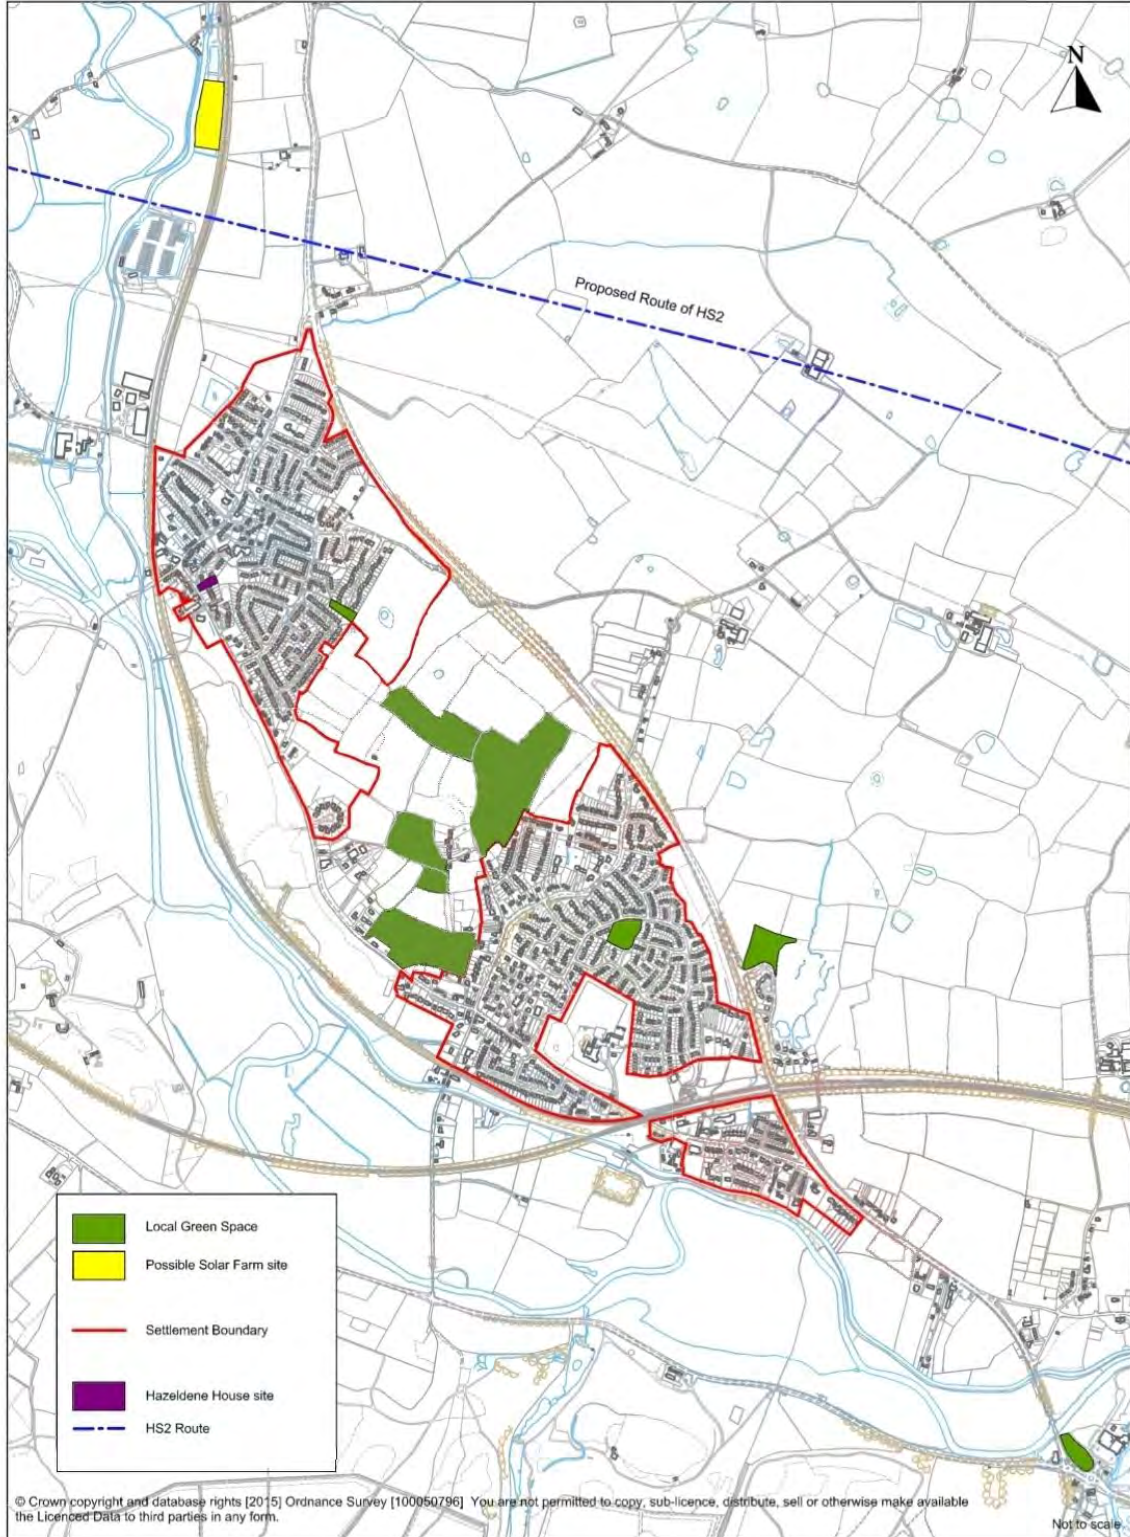 N
Proposed Route of HS2
Local Green Space
Possible Solar Farm site
Settlement Boundary
Hazeldene House site
HS2 Route
© Crown copyright and database rights [2015] Ordnance Survey [100050796]  You are not permitted to copy, sub-licence, distribute, sell or otherwise make available
the Licenced Data to third parties in any form.
Not to scale